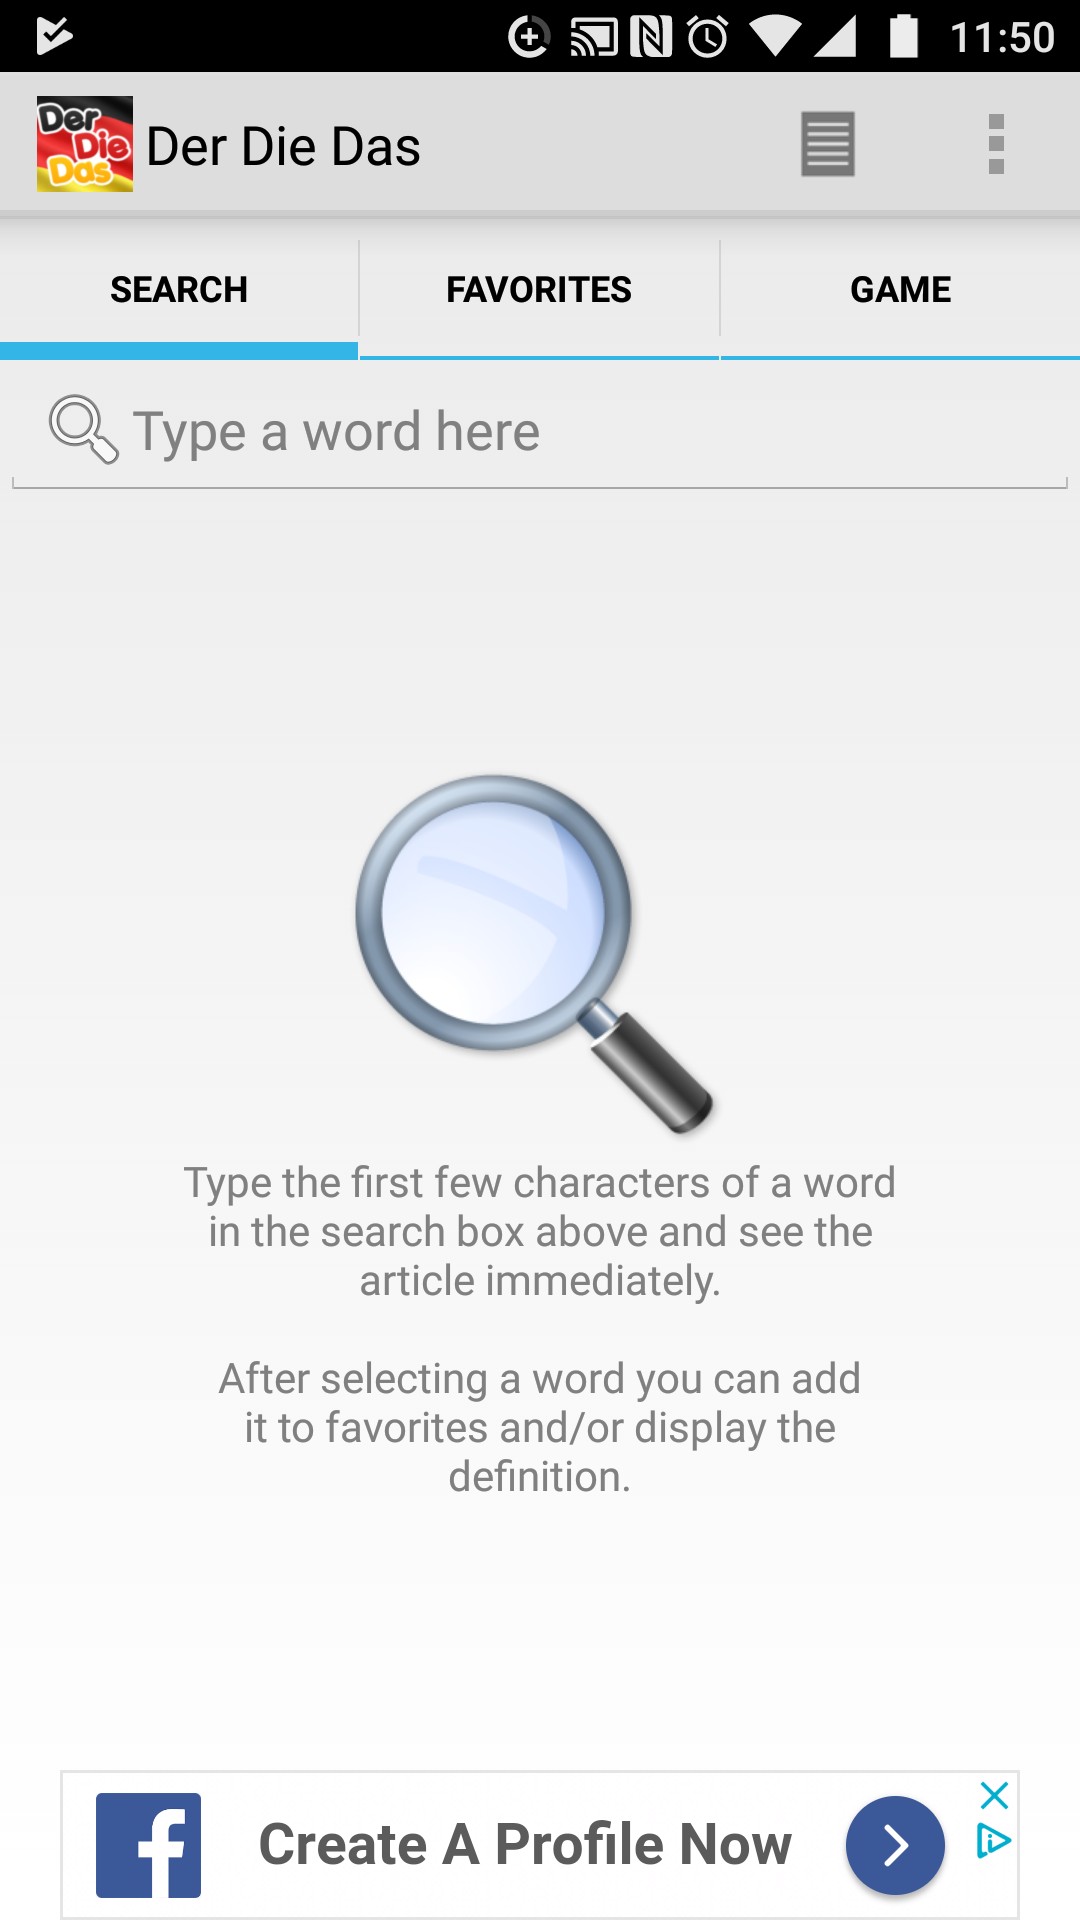 11:50
Der
Die
Das
Der Die Das
SEARCH
FAVORITES
GAME
Type a word here
Type the first few characters of a word
in the search box above and see the
article immediately.
After selecting a word you can add
it to favorites and/or display the
definition.
Create A Profile Now